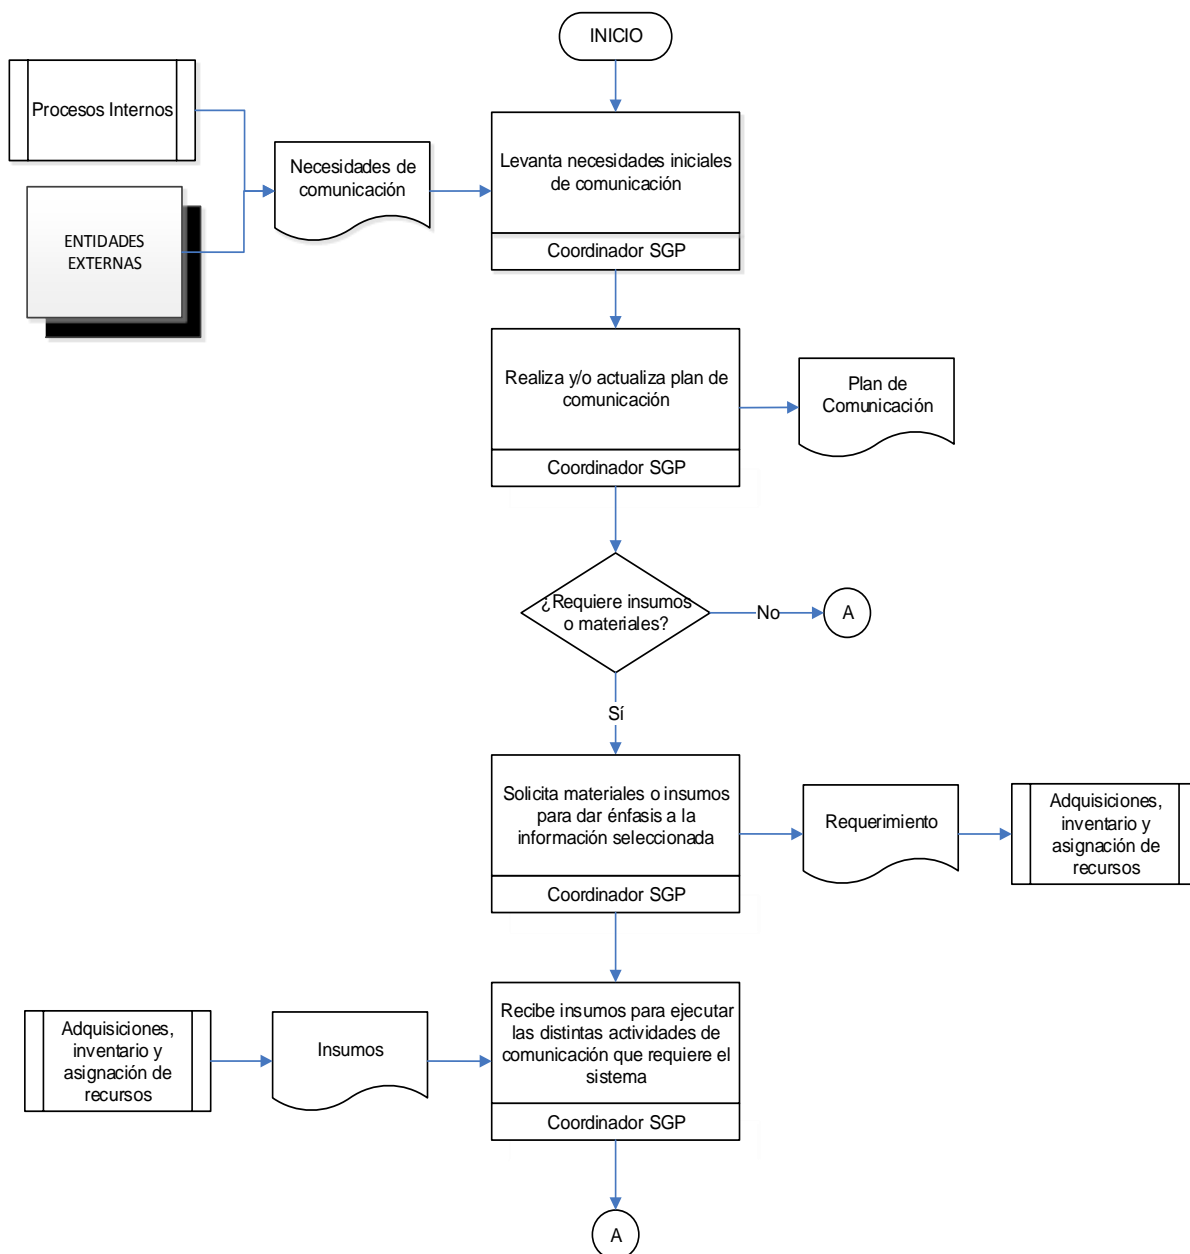 INICIO
Procesos Internos
Necesidades de
comunicación
Levanta necesidades iniciales
de comunicación
Coordinador SGP
ENTIDADES
EXTERNAS
Realiza y/o actualiza plan de
comunicación
Coordinador SGP
Plan de
Comunicación
¿Requiere insumos
o materiales?
No
A
Sí
Solicita materiales o insumos
para dar énfasis a la
información seleccionada
Coordinador SGP
Requerimiento
Adquisiciones,
inventario y
asignación de
recursos
Adquisiciones,
inventario y
asignación de
recursos
Insumos
Recibe insumos para ejecutar
las distintas actividades de
comunicación que requiere el
sistema
Coordinador SGP
A